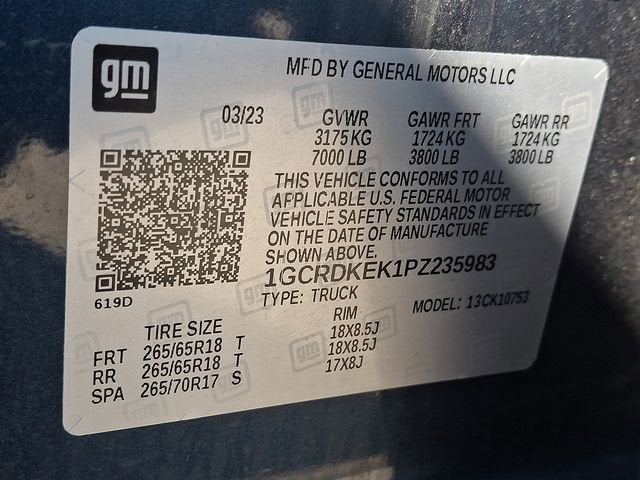 gm
MFD BY GENERAL MOTORS LLC
03/23 GVWR GAWR FRT GAWR RR
3175 KG 1724 KG 1724 KG
7000 LB 3800 LB 3800 LB
THIS VEHICLE CONFORMS TO ALL
APPLICABLE U.S. FEDERAL MOTOR
VEHICLE SAFETY STANDARDS IN EFFECT
ON THE DATE OF MANUFACTURE
SHOWN ABOVE.
1GCRDKEK1PZ235983
619D
TYPE: TRUCK MODEL: 13CK10753
TIRE SIZE RIM
FRT 265/65R18 T 18X8.5J
RR 265/65R18 T 18X8.5J
SPA 265/70R17 S 17X8J